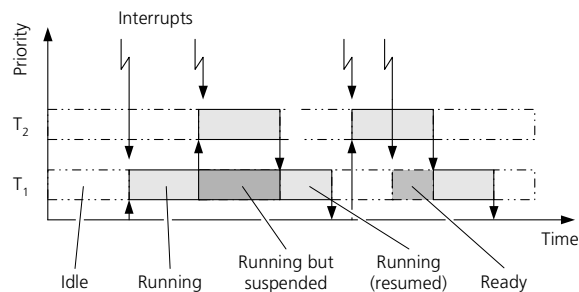 Interrupts
Priority
T2
T1
Time
Idle
Running
Running but
suspended
Running
(resumed)
Ready